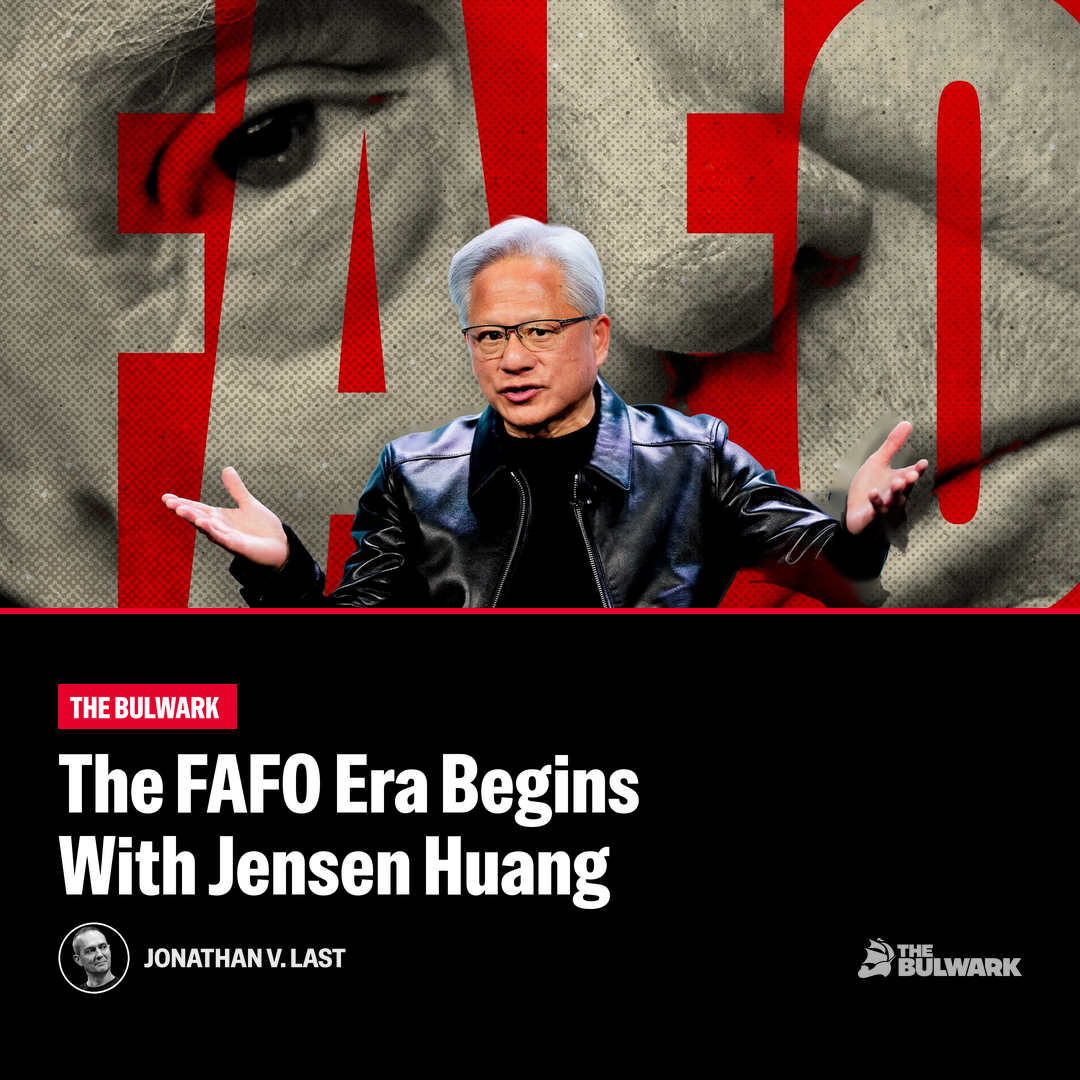 FAFO
THE BULWARK
The FAFO Era Begins
With Jensen Huang
JONATHAN V. LAST
THE
BULWARK